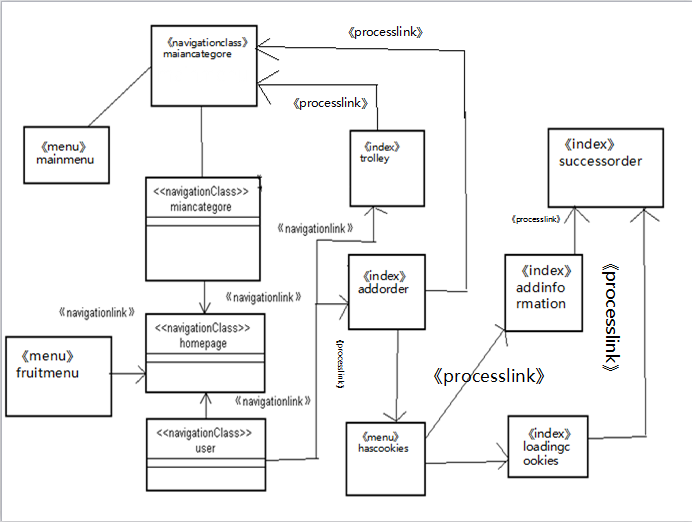 《processlink》
《navigationclass》
maiancategore
《processlink》
《menu》
mainmenu
《index》
trolley
《index》
successorder
<<navigationClass>>
miancategore
《processlink》
《navigationlink》
《index》
addorder
《index》
addinfo
rmation
《processlink》
《navigationlink》
《navigationlink》
<<navigationClass>>
homepage
《menu》
fruitmenu
《processlink》
《processlink》
《navigationlink》
<<navigationClass>>
user
《menu》
hascookies
《index》
loadingc
ookies